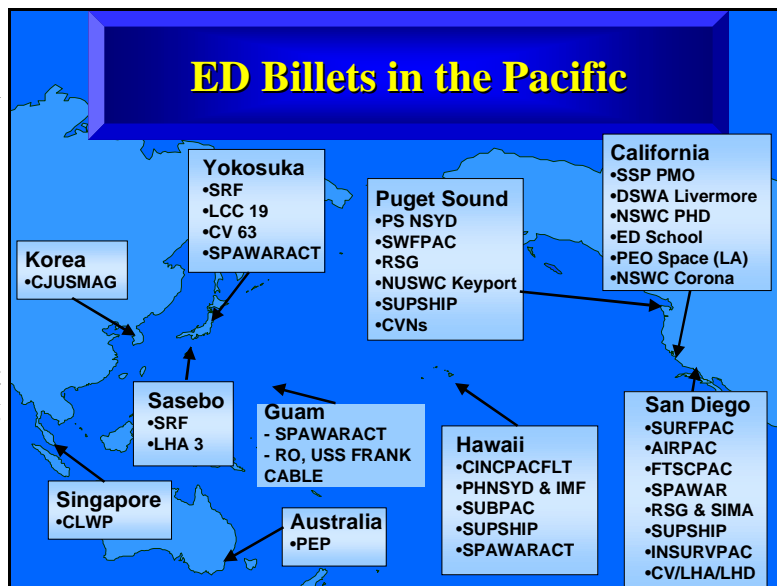 ED Billets in the Pacific
Yokosuka
•SRF
•LCC 19
•CV 63
•SPAWARACT
Korea
•CJUSMAG
Sasebo
•SRF
•LHA 3
Singapore
•CLWP
Guam
- SPAWARACT
- RO, USS FRANK
CABLE
Australia
•PEP
Puget Sound
•PS NSYD
•SWFPAC
•RSG
•NUSWC Keyport
•SUPSHIP
•CVNs
Hawaii
•CINCPACFLT
•PHNSYD & IMF
•SUBPAC
•SUPSHIP
•SPAWARACT
California
•SSP PMO
•DSWA Livermore
•NSWC PHD
•ED School
•PEO Space (LA)
•NSWC Corona
San Diego
•SURFPAC
•AIRPAC
•FTSCPAC
•SPAWAR
•RSG & SIMA
•SUPSHIP
•INSURVPAC
•CV/LHA/LHD